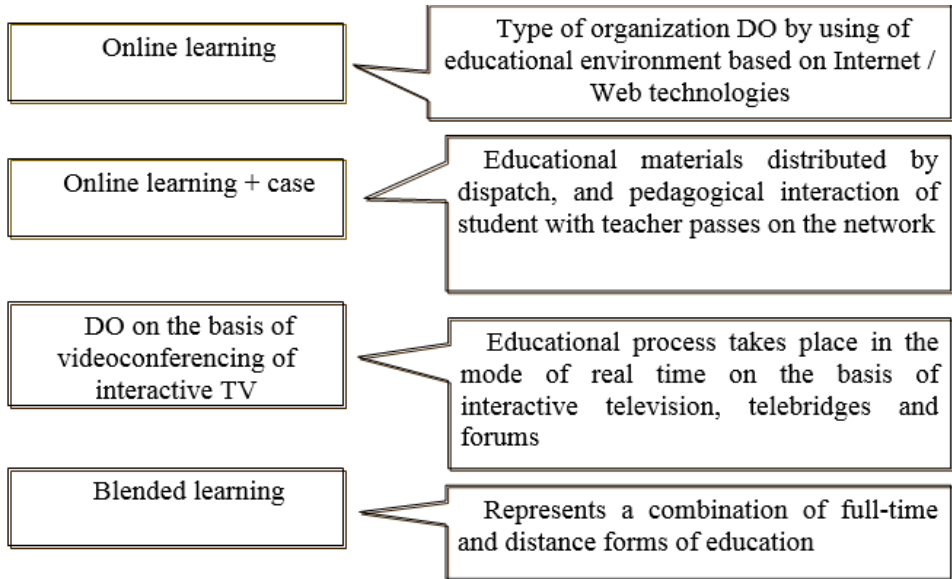 Online learning
Type of organization DO by using of
educational environment based on Internet /
Web technologies
Online learning + case
Educational materials distributed by
dispatch, and pedagogical interaction of
student with teacher passes on the network
DO on the basis of
videoconferencing of
interactive TV
Educational process takes place in the
mode of real time on the basis of
interactive television, telebridges and
forums
Blended learning
Represents a combination of full-time
and distance forms of education